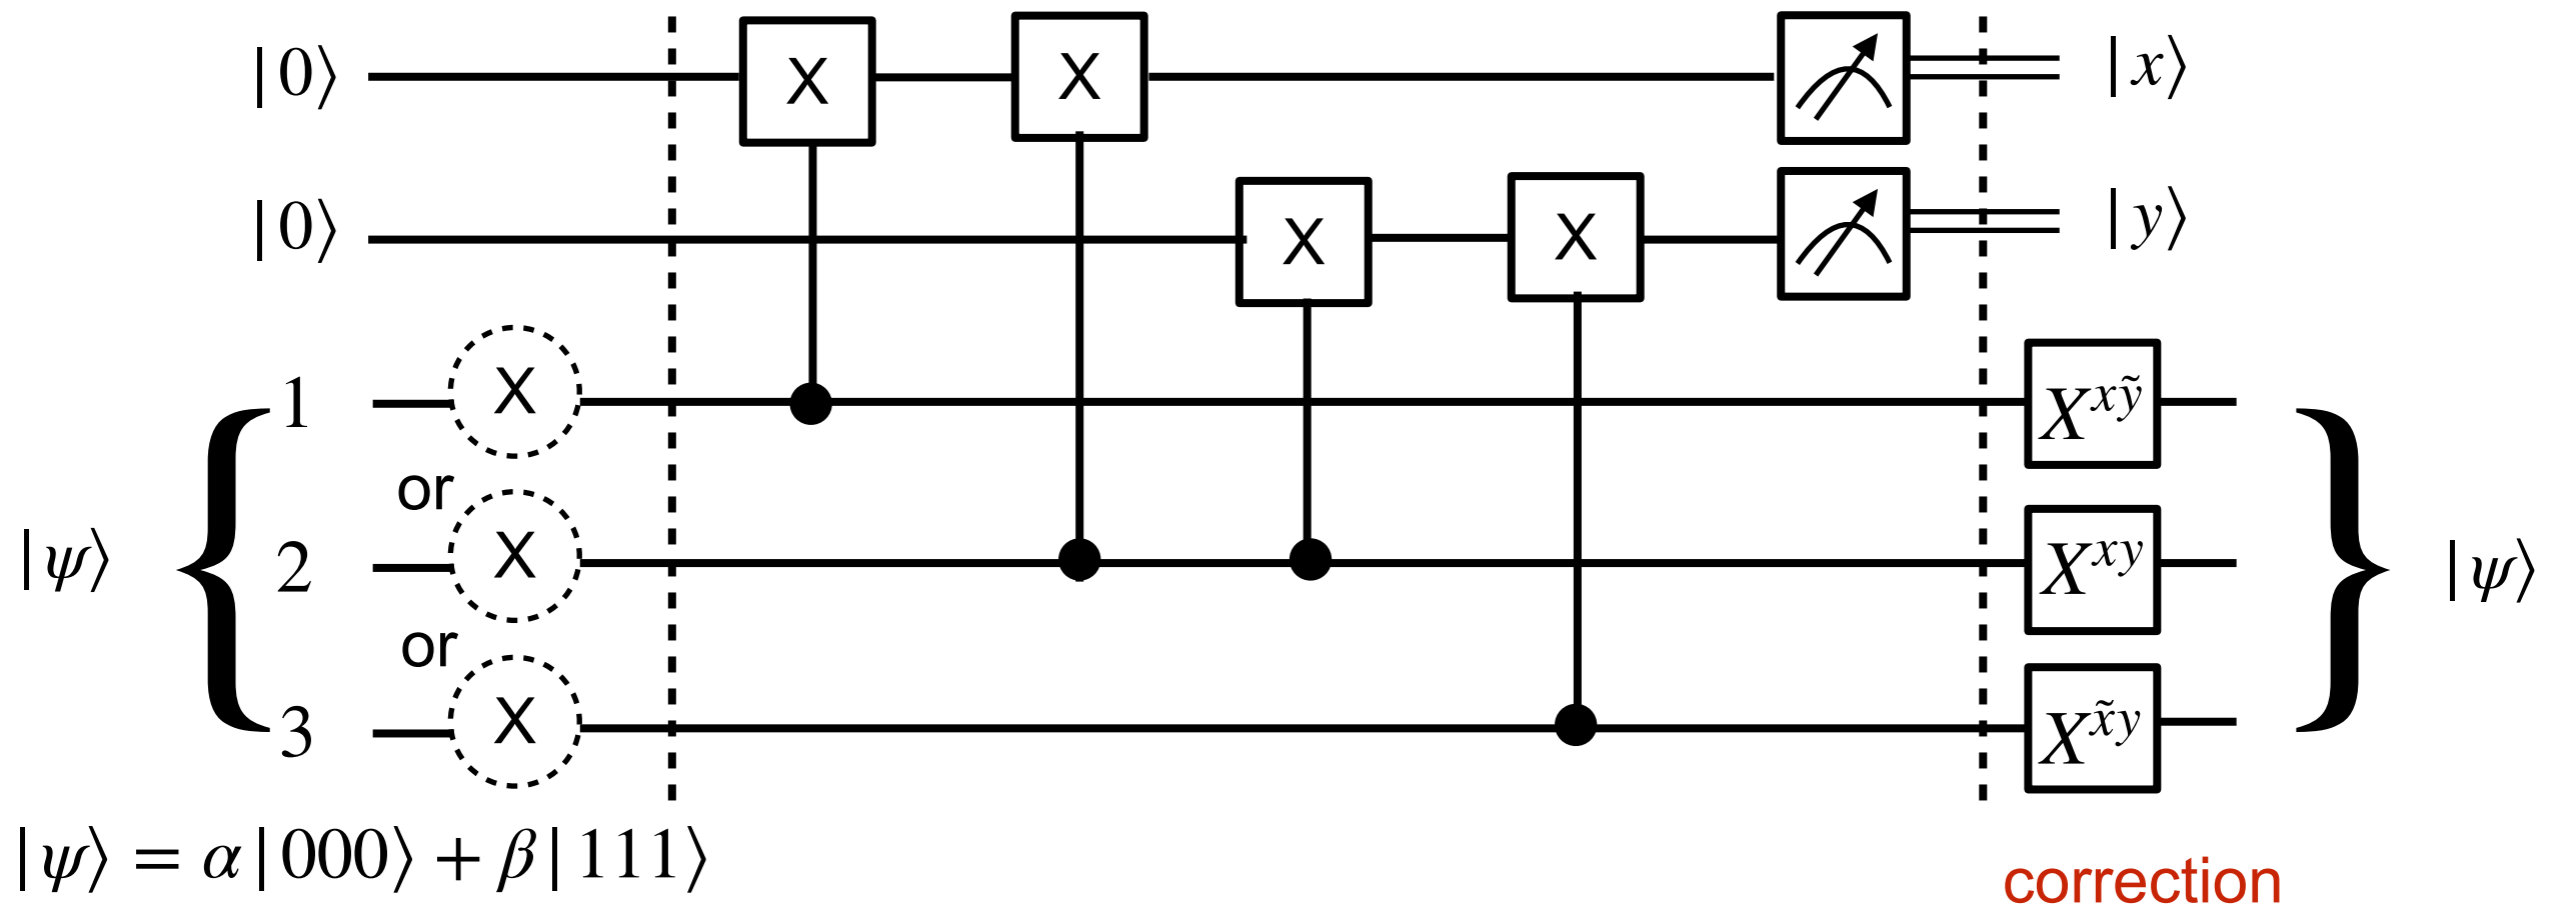 |0⟩ X X |x⟩
|0⟩ X X |y⟩
1 X X^{xỹ}
or
|ψ⟩ 2 X X^{xy} |ψ⟩
or
3 X X^{x̃y}
|ψ⟩ = α|000⟩ + β|111⟩
correction